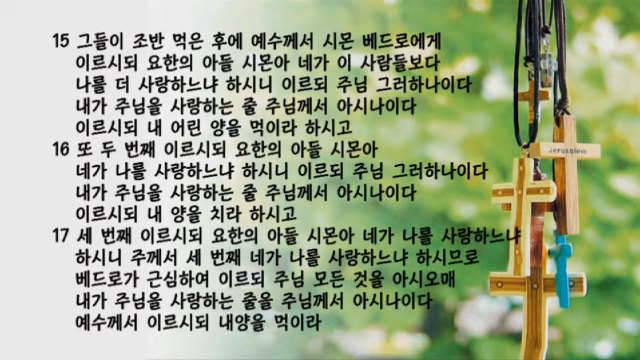 15 그들이 조반 먹은 후에 예수께서 시몬 베드로에게
이르시되 요한의 아들 시몬아 네가 이 사람들보다
나를 더 사랑하느냐 하시니 이르되 주님 그러하나이다
내가 주님을 사랑하는 줄 주님께서 아시나이다
이르시되 내 어린 양을 먹이라 하시고
16 또 두 번째 이르시되 요한의 아들 시몬아
네가 나를 사랑하느냐 하시니 이르되 주님 그러하나이다
내가 주님을 사랑하는 줄 주님께서 아시나이다
이르시되 내 양을 치라 하시고
17 세 번째 이르시되 요한의 아들 시몬아 네가 나를 사랑하느냐
하시니 주께서 세 번째 네가 나를 사랑하느냐 하시므로
베드로가 근심하여 이르되 주님 모든 것을 아시오매
내가 주님을 사랑하는 줄을 주님께서 아시나이다
예수께서 이르시되 내양을 먹이라
Jerusalem